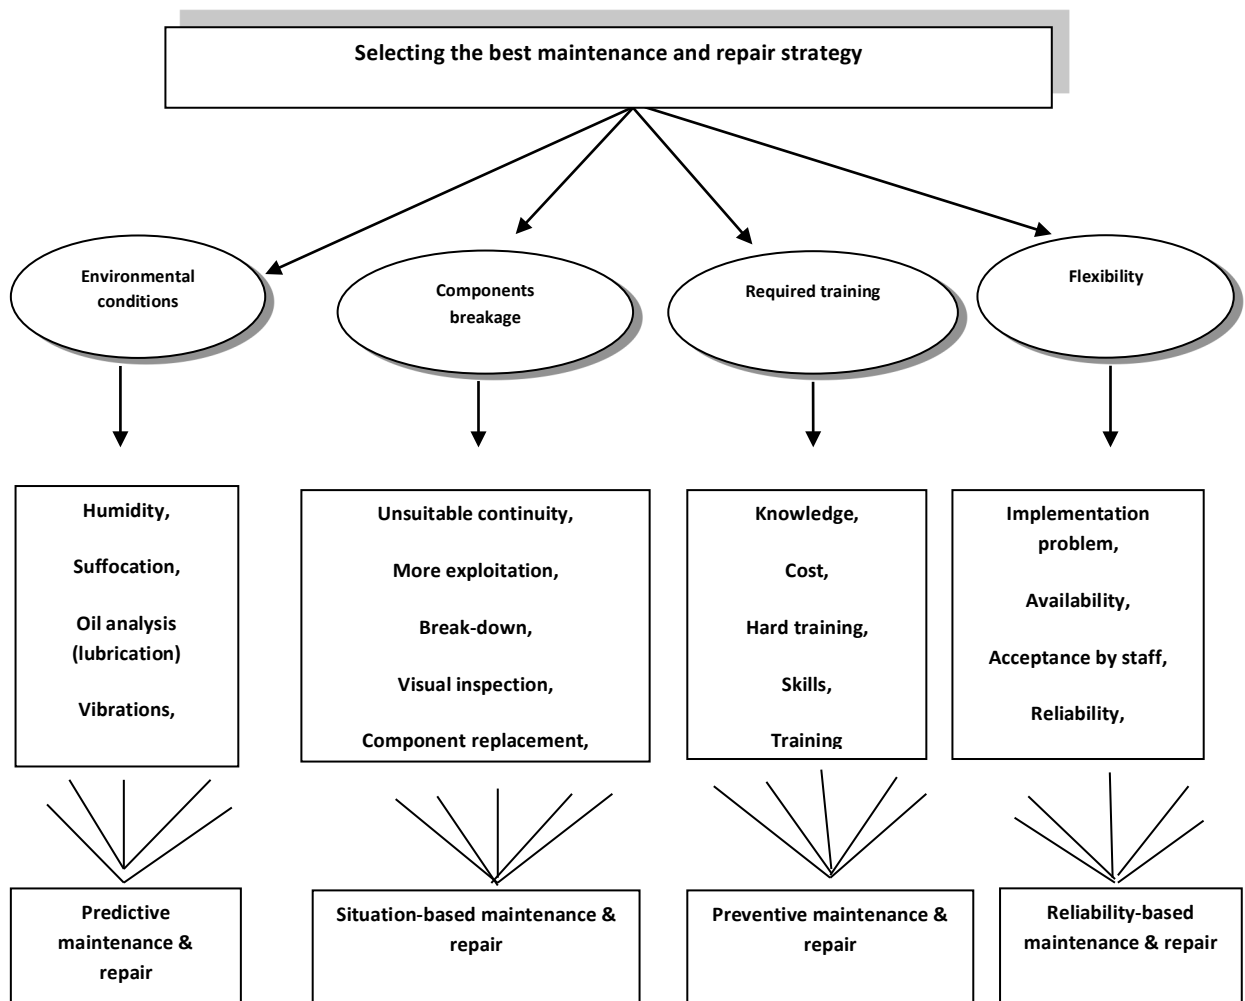 Selecting the best maintenance and repair strategy
Environmental
conditions
Components
breakage
Required training
Flexibility
Humidity,
Suffocation,
Oil analysis
(lubrication)
Vibrations,
Unsuitable continuity,
More exploitation,
Break-down,
Visual inspection,
Component replacement,
Knowledge,
Cost,
Hard training,
Skills,
Training
Implementation
problem,
Availability,
Acceptance by staff,
Reliability,
Predictive
maintenance &
repair
Situation-based maintenance &
repair
Preventive maintenance &
repair
Reliability-based
maintenance & repair